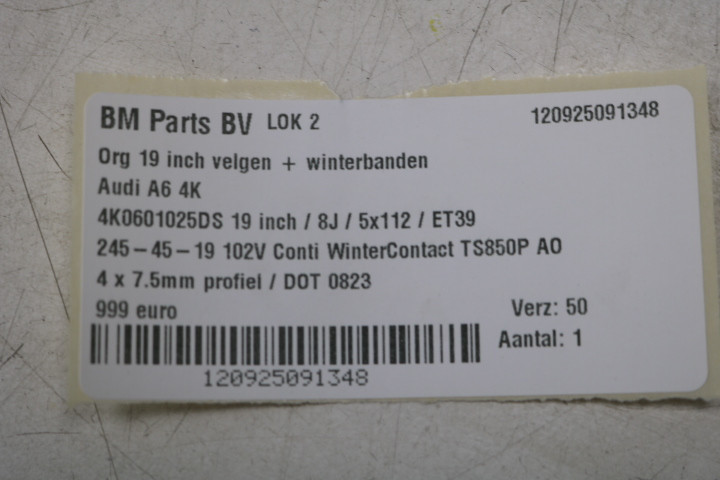 BM Parts BV LOK 2 120925091348
Org 19 inch velgen + winterbanden
Audi A6 4K
4K0601025DS 19 inch / 8J / 5x112 / ET39
245-45-19 102V Conti WinterContact TS850P AO
4 x 7.5mm profiel / DOT 0823
999 euro Verz: 50
Aantal: 1
120925091348